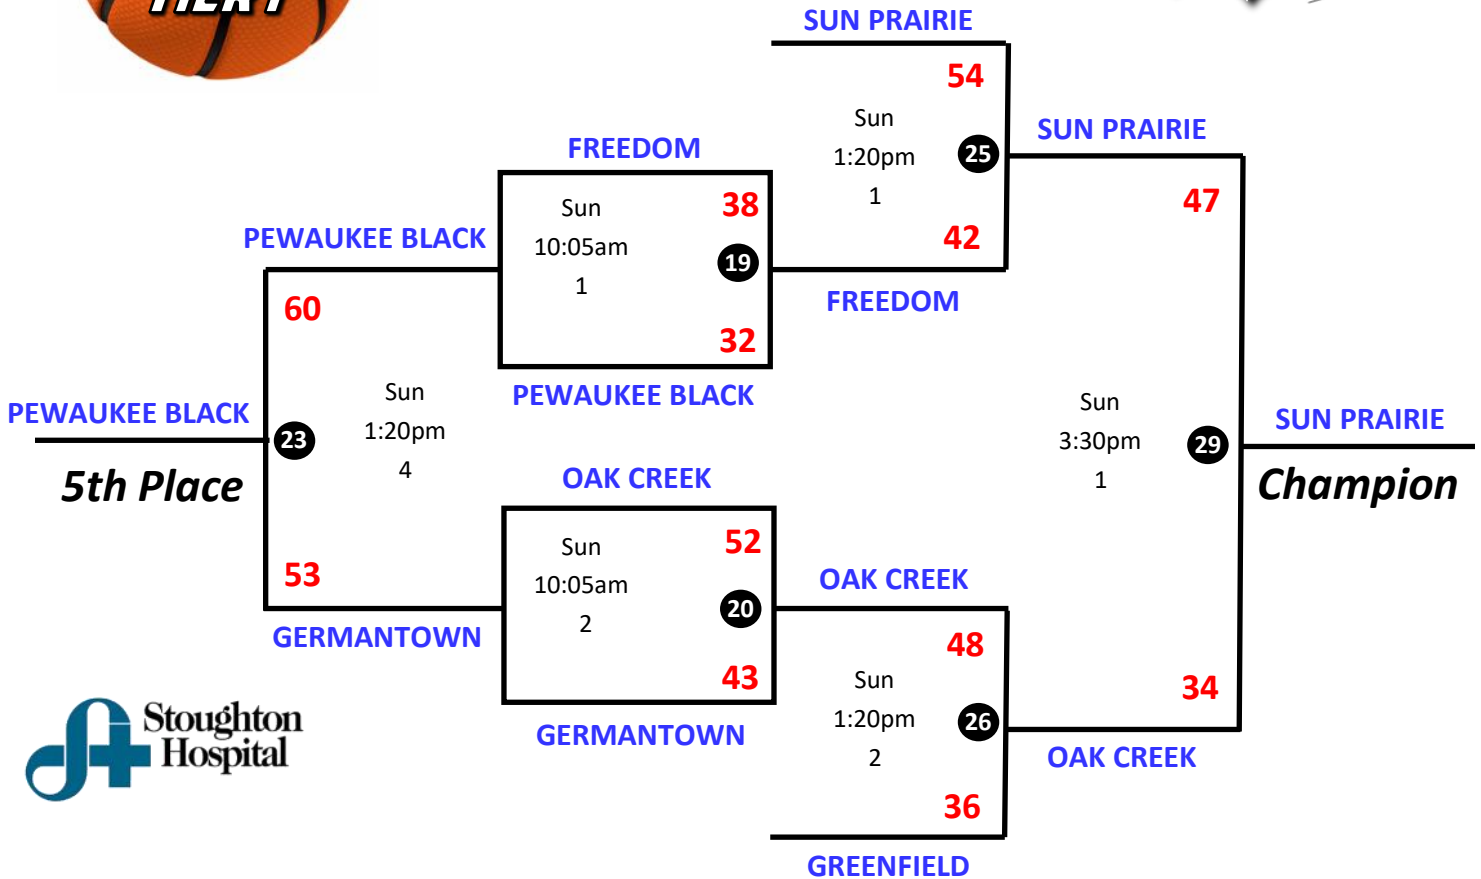 TIER 1
SUN PRAIRIE
54
Sun
1:20pm
1
25
42
FREEDOM
SUN PRAIRIE
FREEDOM
38
Sun
10:05am
1
19
32
PEWAUKEE BLACK
PEWAUKEE BLACK
60
Sun
1:20pm
4
23
53
GERMANTOWN
PEWAUKEE BLACK
5th Place
47
Sun
3:30pm
1
29
34
SUN PRAIRIE
Champion
OAK CREEK
52
Sun
10:05am
2
20
43
GERMANTOWN
OAK CREEK
48
Sun
1:20pm
2
26
36
GREENFIELD
OAK CREEK
Stoughton
Hospital